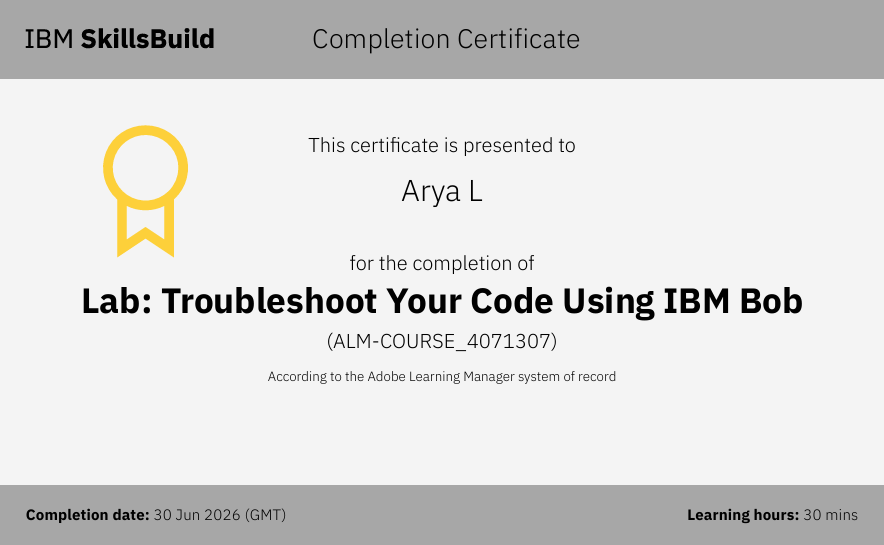 IBM SkillsBuild
Completion Certificate
This certificate is presented to
Arya L
for the completion of
Lab: Troubleshoot Your Code Using IBM Bob
(ALM-COURSE_4071307)
According to the Adobe Learning Manager system of record
Completion date: 30 Jun 2026 (GMT)
Learning hours: 30 mins